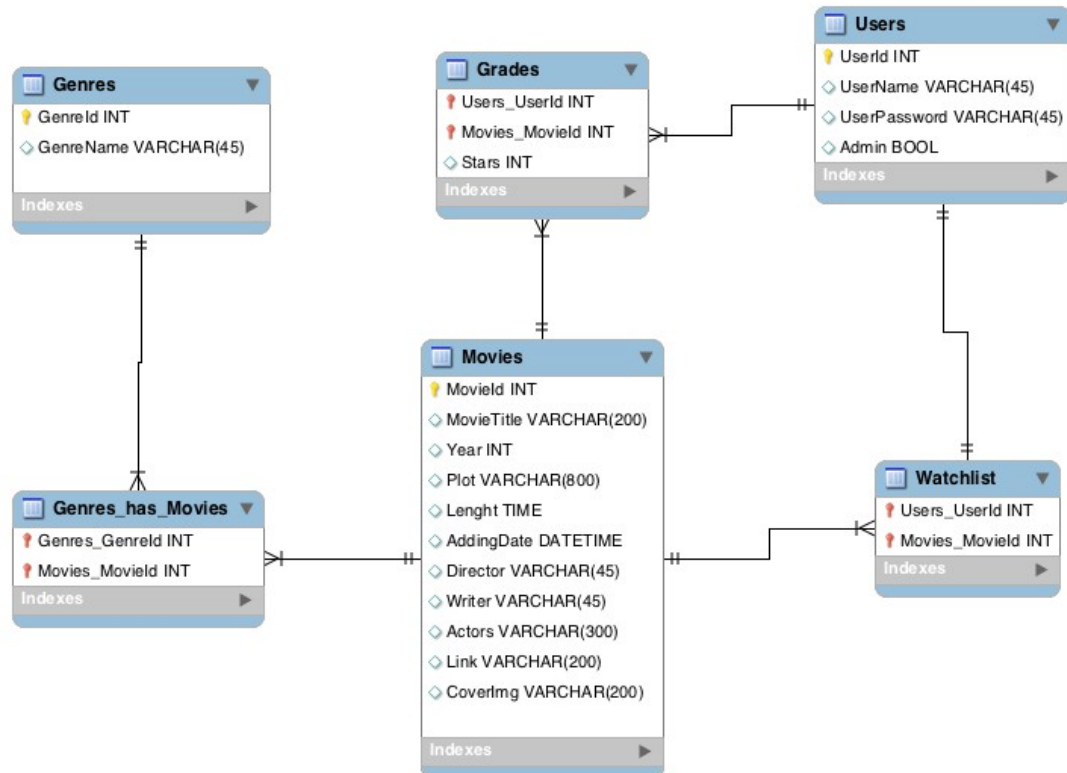 Genres
GenreId INT
GenreName VARCHAR(45)
Indexes
Grades
Users_UserId INT
Movies_MovieId INT
Stars INT
Indexes
Users
UserId INT
UserName VARCHAR(45)
UserPassword VARCHAR(45)
Admin BOOL
Indexes
Movies
MovieId INT
MovieTitle VARCHAR(200)
Year INT
Plot VARCHAR(800)
Lenght TIME
AddingDate DATETIME
Director VARCHAR(45)
Writer VARCHAR(45)
Actors VARCHAR(300)
Link VARCHAR(200)
CoverImg VARCHAR(200)
Indexes
Genres_has_Movies
Genres_GenreId INT
Movies_MovieId INT
Indexes
Watchlist
Users_UserId INT
Movies_MovieId INT
Indexes